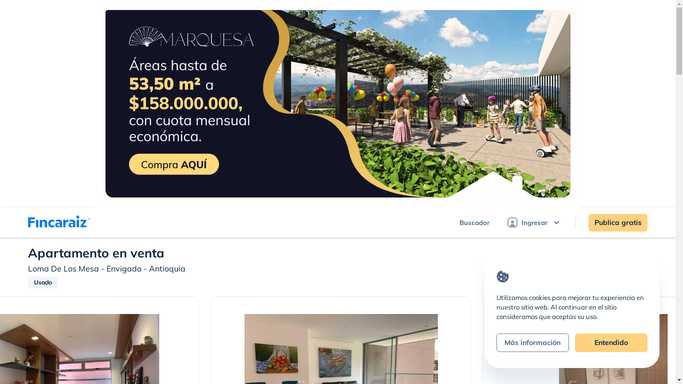 MARQUESA
Áreas hasta de
53,50 m² a
$158.000.000,
con cuota mensual
económica.
Compra AQUÍ
Fincaraiz
Buscador
Ingresar
Publica gratis
Apartamento en venta
Loma De Los Mesa - Envigado - Antioquia
Usado
Utilizamos cookies para mejorar tu experiencia en
nuestro sitio web. Al continuar en el sitio
consideramos que aceptas su uso.
Más información
Entendido